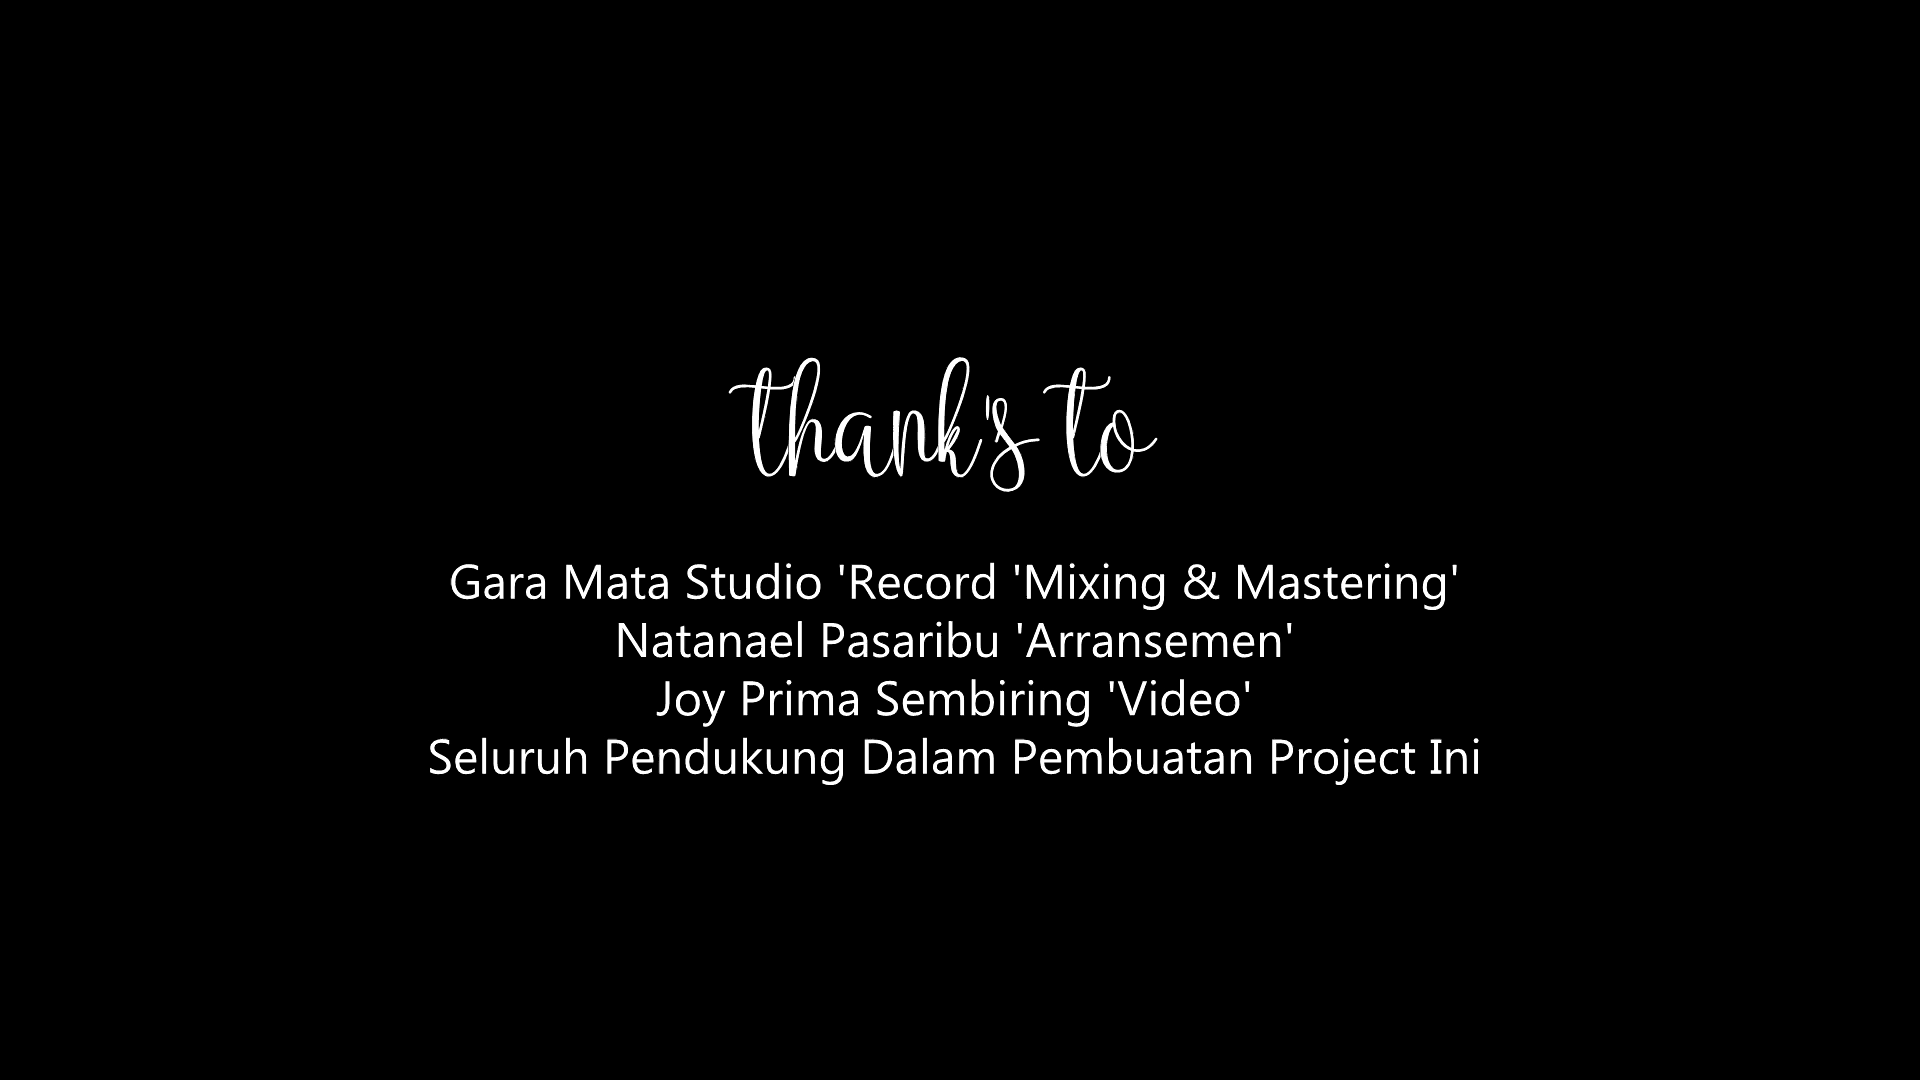 thank's to
Gara Mata Studio 'Record 'Mixing & Mastering'
Natanael Pasaribu 'Arransemen'
Joy Prima Sembiring 'Video'
Seluruh Pendukung Dalam Pembuatan Project Ini